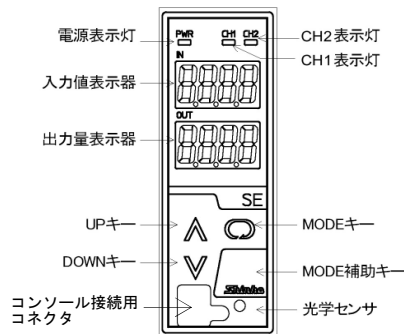 電源表示灯
PWR
CH1
CH2
CH2表示灯
CH1表示灯
IN
入力値表示器
OUT
出力量表示器
SE
UPキー
MODEキー
DOWNキー
MODE補助キー
Shinko
コンソール接続用
コネクタ
光学センサ